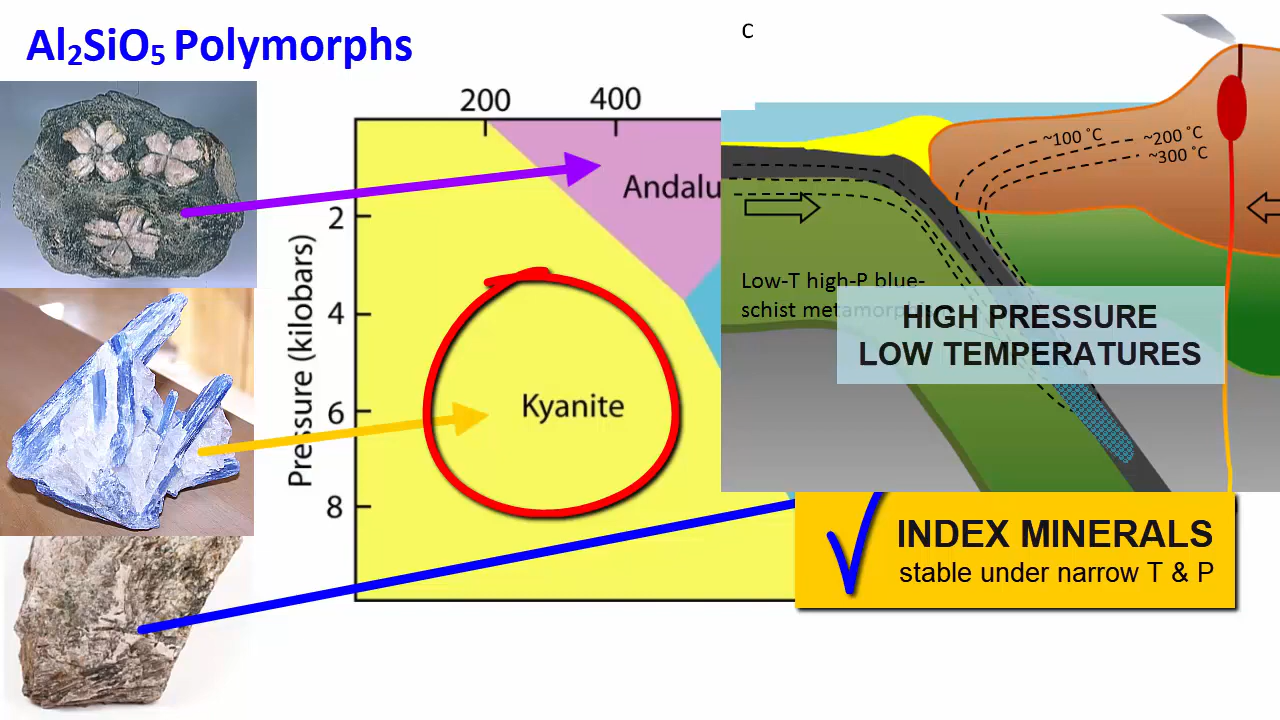 Al₂SiO₅ Polymorphs
C
200 400
~100 ˚C
~200 ˚C
~300 ˚C
Andalu
2
4
6
8
Pressure (kilobars)
Kyanite
Low-T high-P blue-
schist metamorphis
HIGH PRESSURE
LOW TEMPERATURES
INDEX MINERALS
stable under narrow T & P